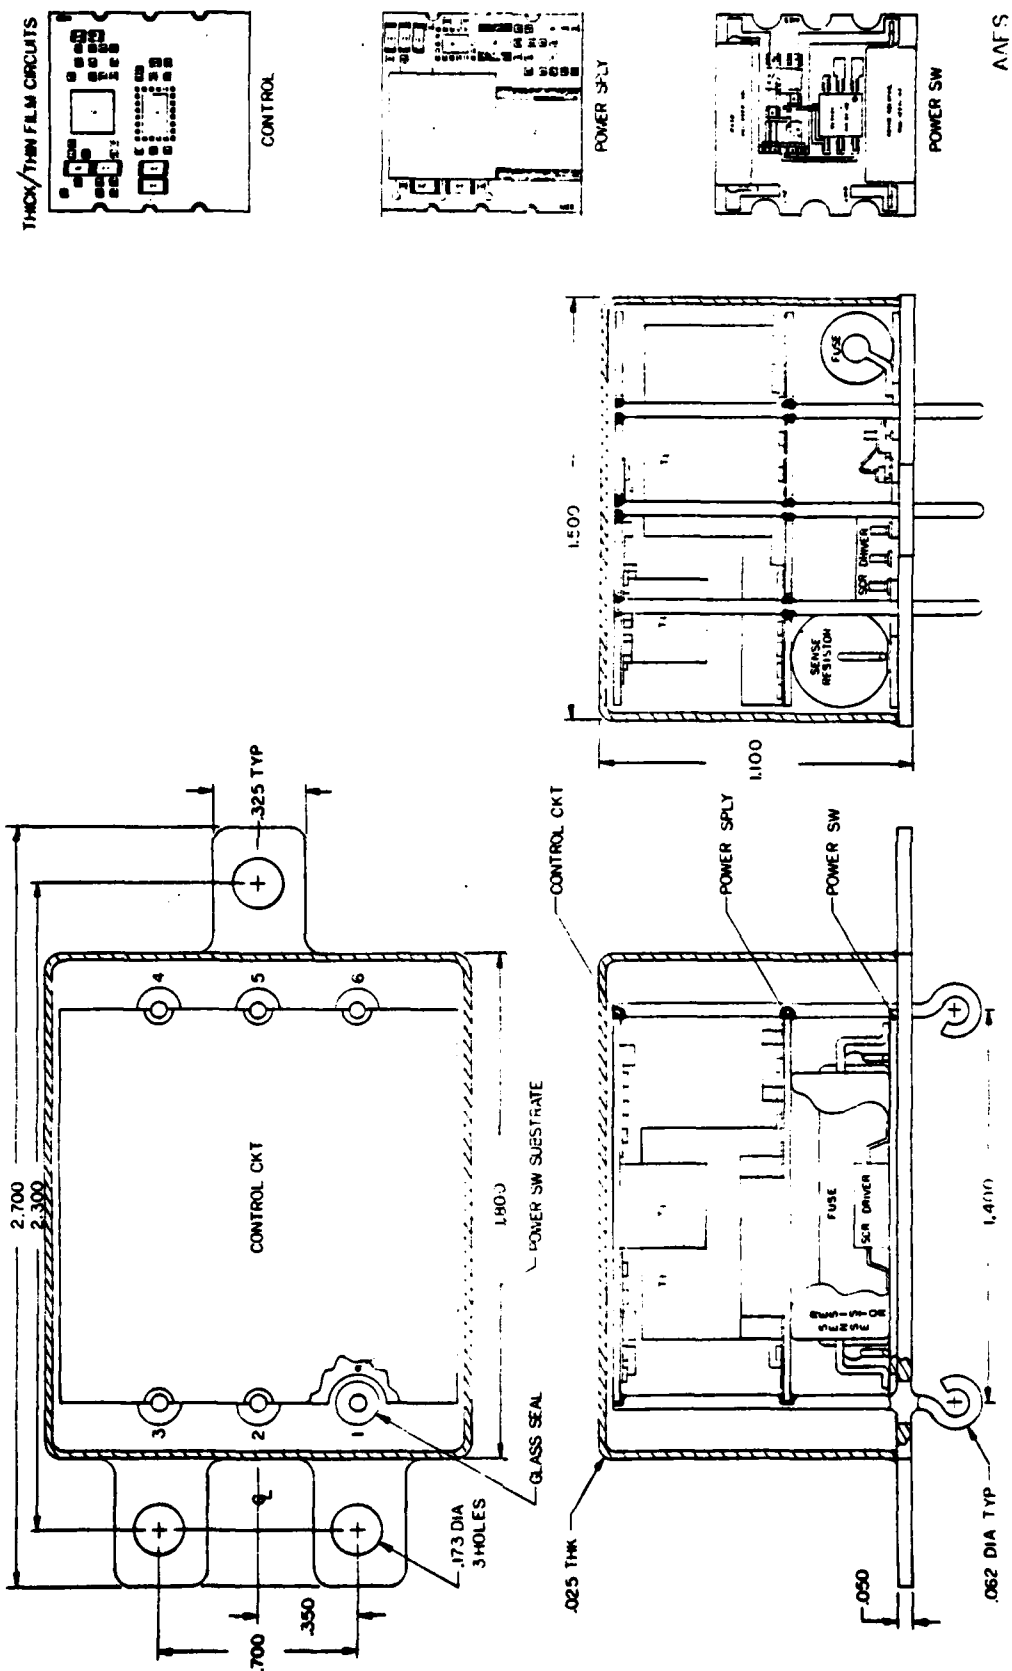 THICK/THIN FILM CIRCUITS
CONTROL
POWER SPLY
POWER SW
2.700
2.300
.325 TYP
4
5
6
CONTROL CKT
3
2
1
.700
.350
.173 DIA
3 HOLES
GLASS SEAL
1.800
POWER SW SUBSTRATE
1.500
FUSE
T1
SCR DRIVER
SENSE
RESISTOR
1.100
CONTROL CKT
POWER SPLY
POWER SW
.025 THK
T1
FUSE
SCR DRIVER
SENSE
RESISTOR
1.400
.050
.062 DIA TYP